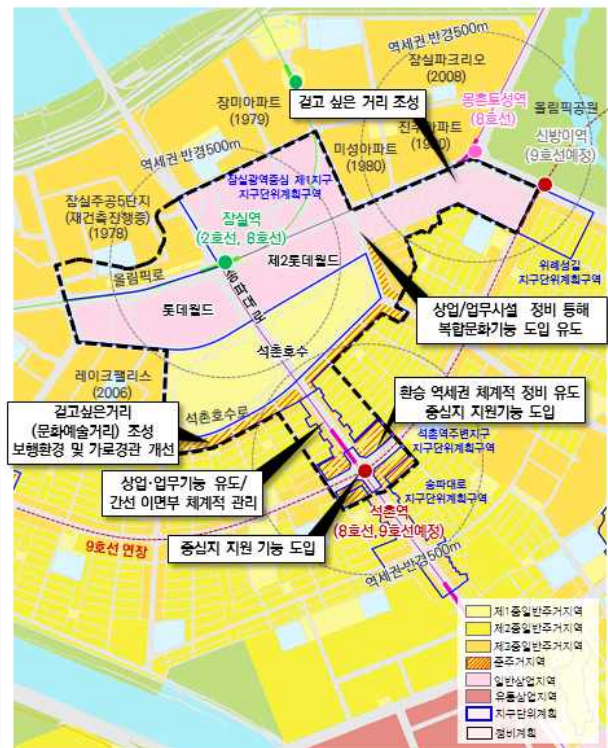 역세권 반경500m
잠실파크리오
(2008)
장미아파트
(1979)
걷고 싶은 거리 조성
몽촌토성역
(8호선)
올림픽공원
신방이역
(9호선예정)
진주아파트
역세권 반경500m
미성아파트
(1980)
잠실광역중심 제1지구
지구단위계획구역
잠실주공5단지
(재건축진행중)
(1978)
잠실역
(2호선, 8호선)
제2롯데월드
위례성길
지구단위계획구역
올림픽로
송파대로
롯데월드
상업/업무시설 정비 통해
복합문화기능 도입 유도
석촌호수
레이크팰리스
(2006)
환승 역세권 체계적 정비 유도
중심지 지원기능 도입
석촌호수로
걷고싶은거리
(문화예술거리) 조성
보행환경 및 가로경관 개선
석촌역주변지구
지구단위계획구역
상업·업무기능 유도/
간선 이면부 체계적 관리
송파대로
지구단위계획구역
석촌역
(8호선,9호선예정)
9호선 연장
중심지 지원 기능 도입
역세권 반경500m
제1종일반주거지역
제2종일반주거지역
제3종일반주거지역
준주거지역
일반상업지역
유통상업지역
지구단위계획
정비계획